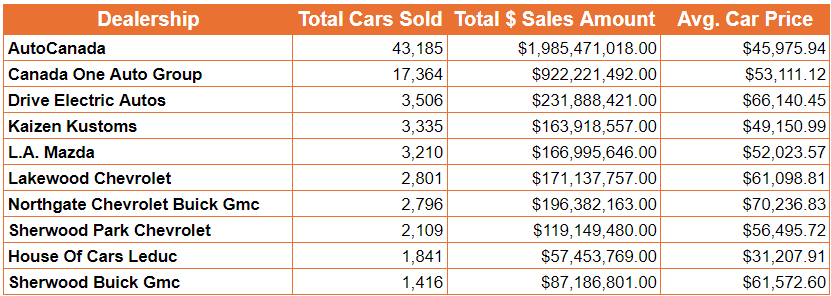 Dealership Total Cars Sold Total $ Sales Amount Avg. Car Price
AutoCanada 43,185 $1,985,471,018.00 $45,975.94
Canada One Auto Group 17,364 $922,221,492.00 $53,111.12
Drive Electric Autos 3,506 $231,888,421.00 $66,140.45
Kaizen Kustoms 3,335 $163,918,557.00 $49,150.99
L.A. Mazda 3,210 $166,995,646.00 $52,023.57
Lakewood Chevrolet 2,801 $171,137,757.00 $61,098.81
Northgate Chevrolet Buick Gmc 2,796 $196,382,163.00 $70,236.83
Sherwood Park Chevrolet 2,109 $119,149,480.00 $56,495.72
House Of Cars Leduc 1,841 $57,453,769.00 $31,207.91
Sherwood Buick Gmc 1,416 $87,186,801.00 $61,572.60